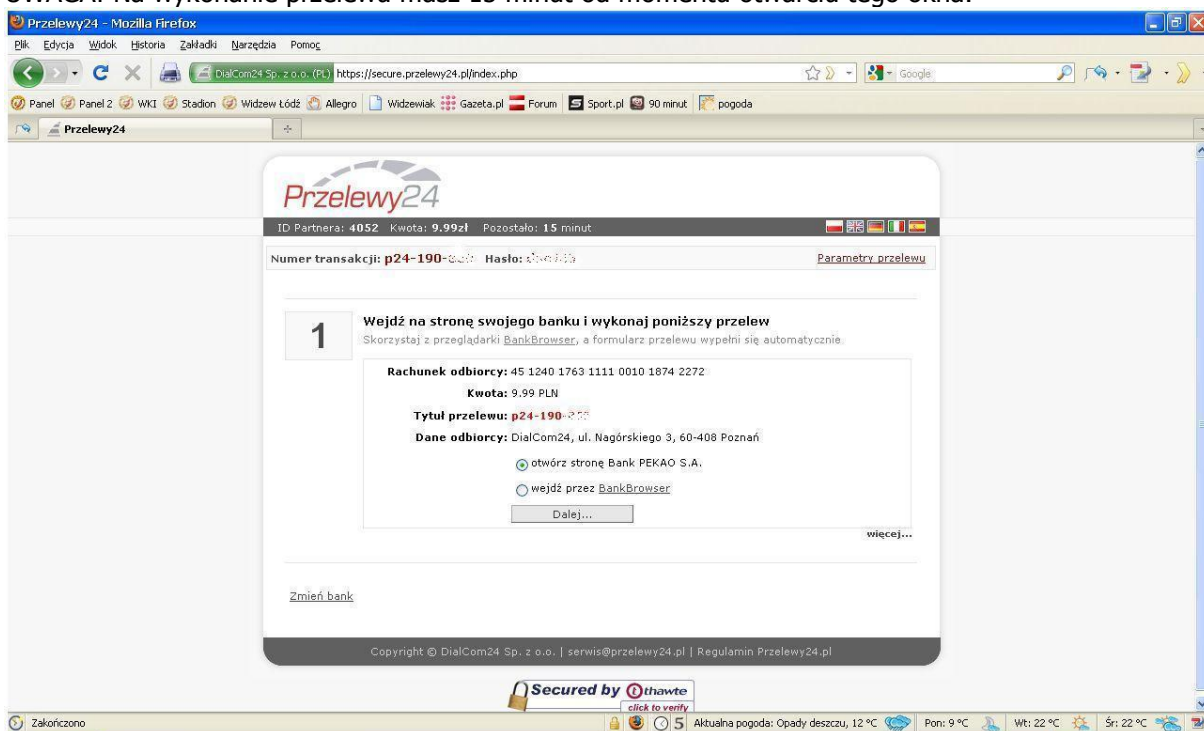 UWAGA! Na wykonanie przelewu masz 15 minut od momentu otwarcia tego okna.
Przelewy24 - Mozilla Firefox
Plik Edycja Widok Historia Zakładki Narzędzia Pomoc
DialCom24 Sp. z o.o. (PL) https://secure.przelewy24.pl/index.php Google
Panel Panel 2 WKI Stadion Widzew Łódź Allegro Widzewiak Gazeta.pl Forum Sport.pl 90 minut pogoda
Przelewy24
Przelewy24
ID Partnera: 4052 Kwota: 9.99zł Pozostało: 15 minut
Numer transakcji: p24-190- Hasło: Parametry przelewu
1 Wejdź na stronę swojego banku i wykonaj poniższy przelew
Skorzystaj z przeglądarki BankBrowser, a formularz przelewu wypełni się automatycznie.
Rachunek odbiorcy: 45 1240 1763 1111 0010 1874 2272
Kwota: 9.99 PLN
Tytuł przelewu: p24-190-
Dane odbiorcy: DialCom24, ul. Nagórskiego 3, 60-408 Poznań
otwórz stronę Bank PEKAO S.A.
wejdź przez BankBrowser
Dalej...
więcej...
Zmień bank
Copyright © DialCom24 Sp. z o.o. | serwis@przelewy24.pl | Regulamin Przelewy24.pl
Secured by thawte
click to verify
Zakończono 5 Aktualna pogoda: Opady deszczu, 12 °C Pon: 9 °C Wt: 22 °C Śr: 22 °C